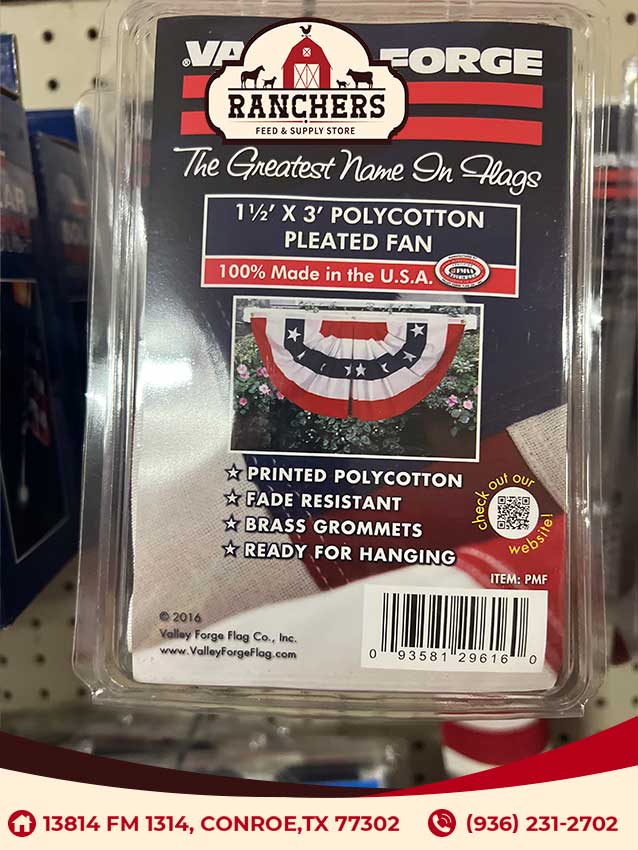 VA FORGE
RANCHERS
FEED & SUPPLY STORE
The Greatest Name In Flags
1½' X 3' POLYCOTTON
PLEATED FAN
100% Made in the U.S.A.
★ PRINTED POLYCOTTON
★ FADE RESISTANT
★ BRASS GROMMETS
★ READY FOR HANGING
check out our
website!
ITEM: PMF
© 2016
Valley Forge Flag Co., Inc.
www.ValleyForgeFlag.com
0 93581 29616 0
13814 FM 1314, CONROE,TX 77302
(936) 231-2702